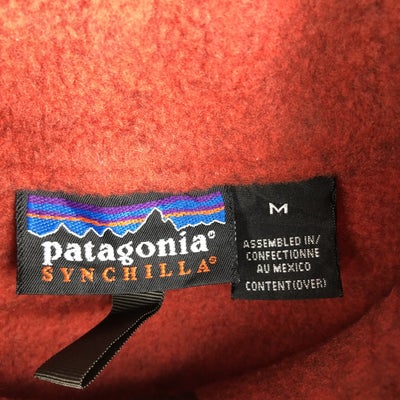 patagonia®
SYNCHILLA®
M
ASSEMBLED IN/
CONFECTIONNE
AU MEXICO
CONTENT(OVER)